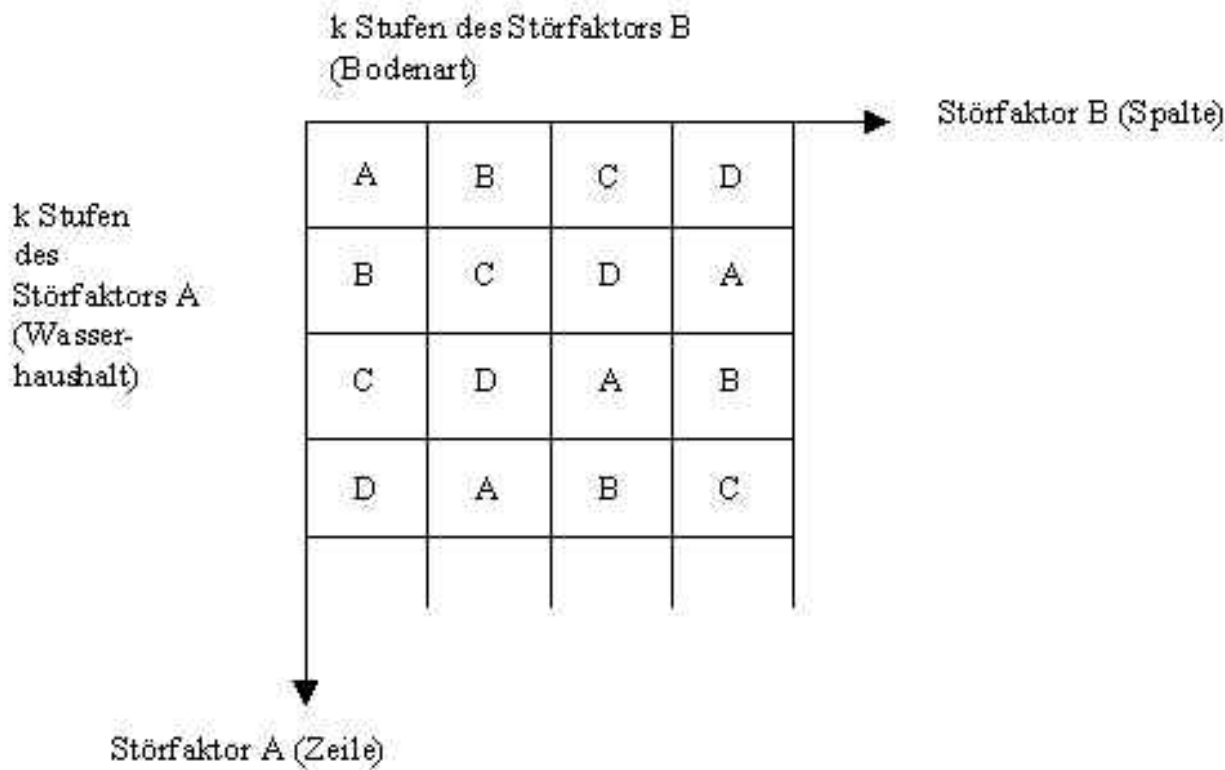 k Stufen des Störfaktors B
(Bodenart)
Störfaktor B (Spalte)
A B C D
k Stufen
des
Störfaktors A
(Wasser-
haushalt)
B C D A
C D A B
D A B C
Störfaktor A (Zeile)